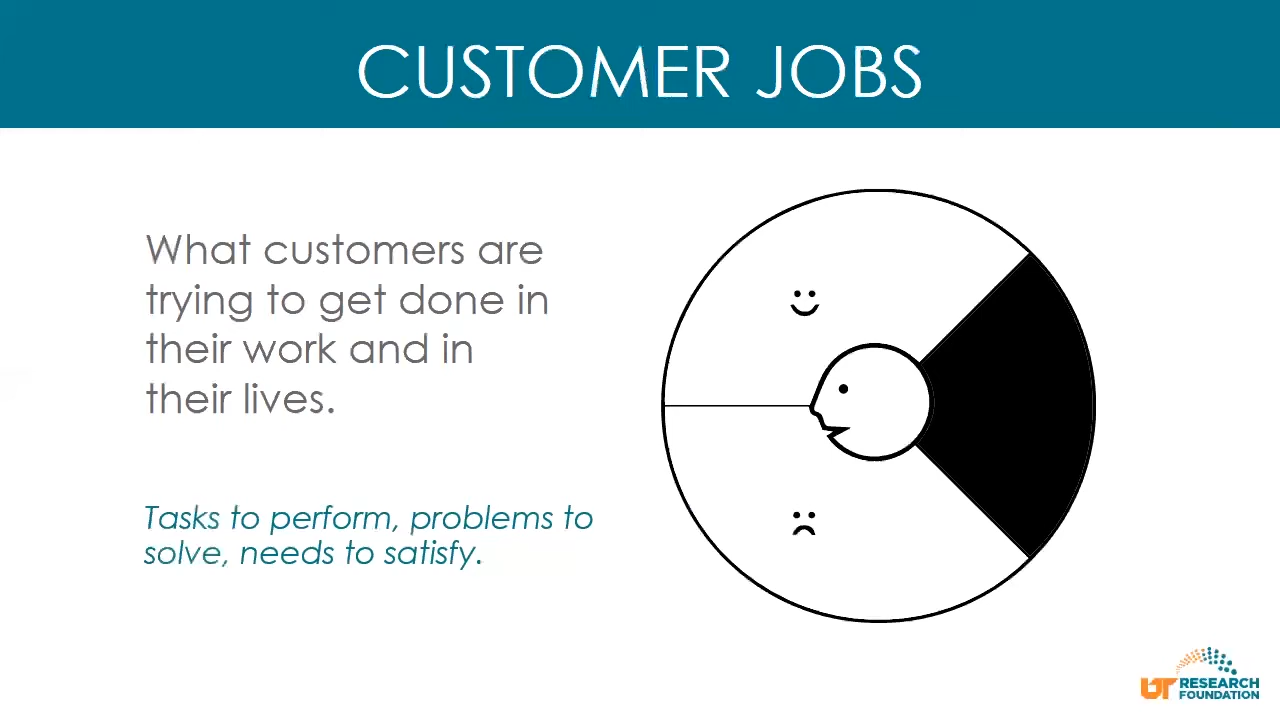 CUSTOMER JOBS
What customers are
trying to get done in
their work and in
their lives.
Tasks to perform, problems to
solve, needs to satisfy.
UT RESEARCH
FOUNDATION